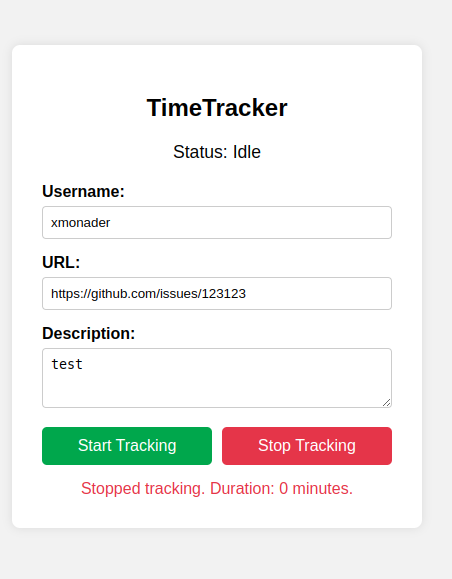 TimeTracker
Status: Idle
Username:
xmonader
URL:
https://github.com/issues/123123
Description:
test
Start Tracking
Stop Tracking
Stopped tracking. Duration: 0 minutes.